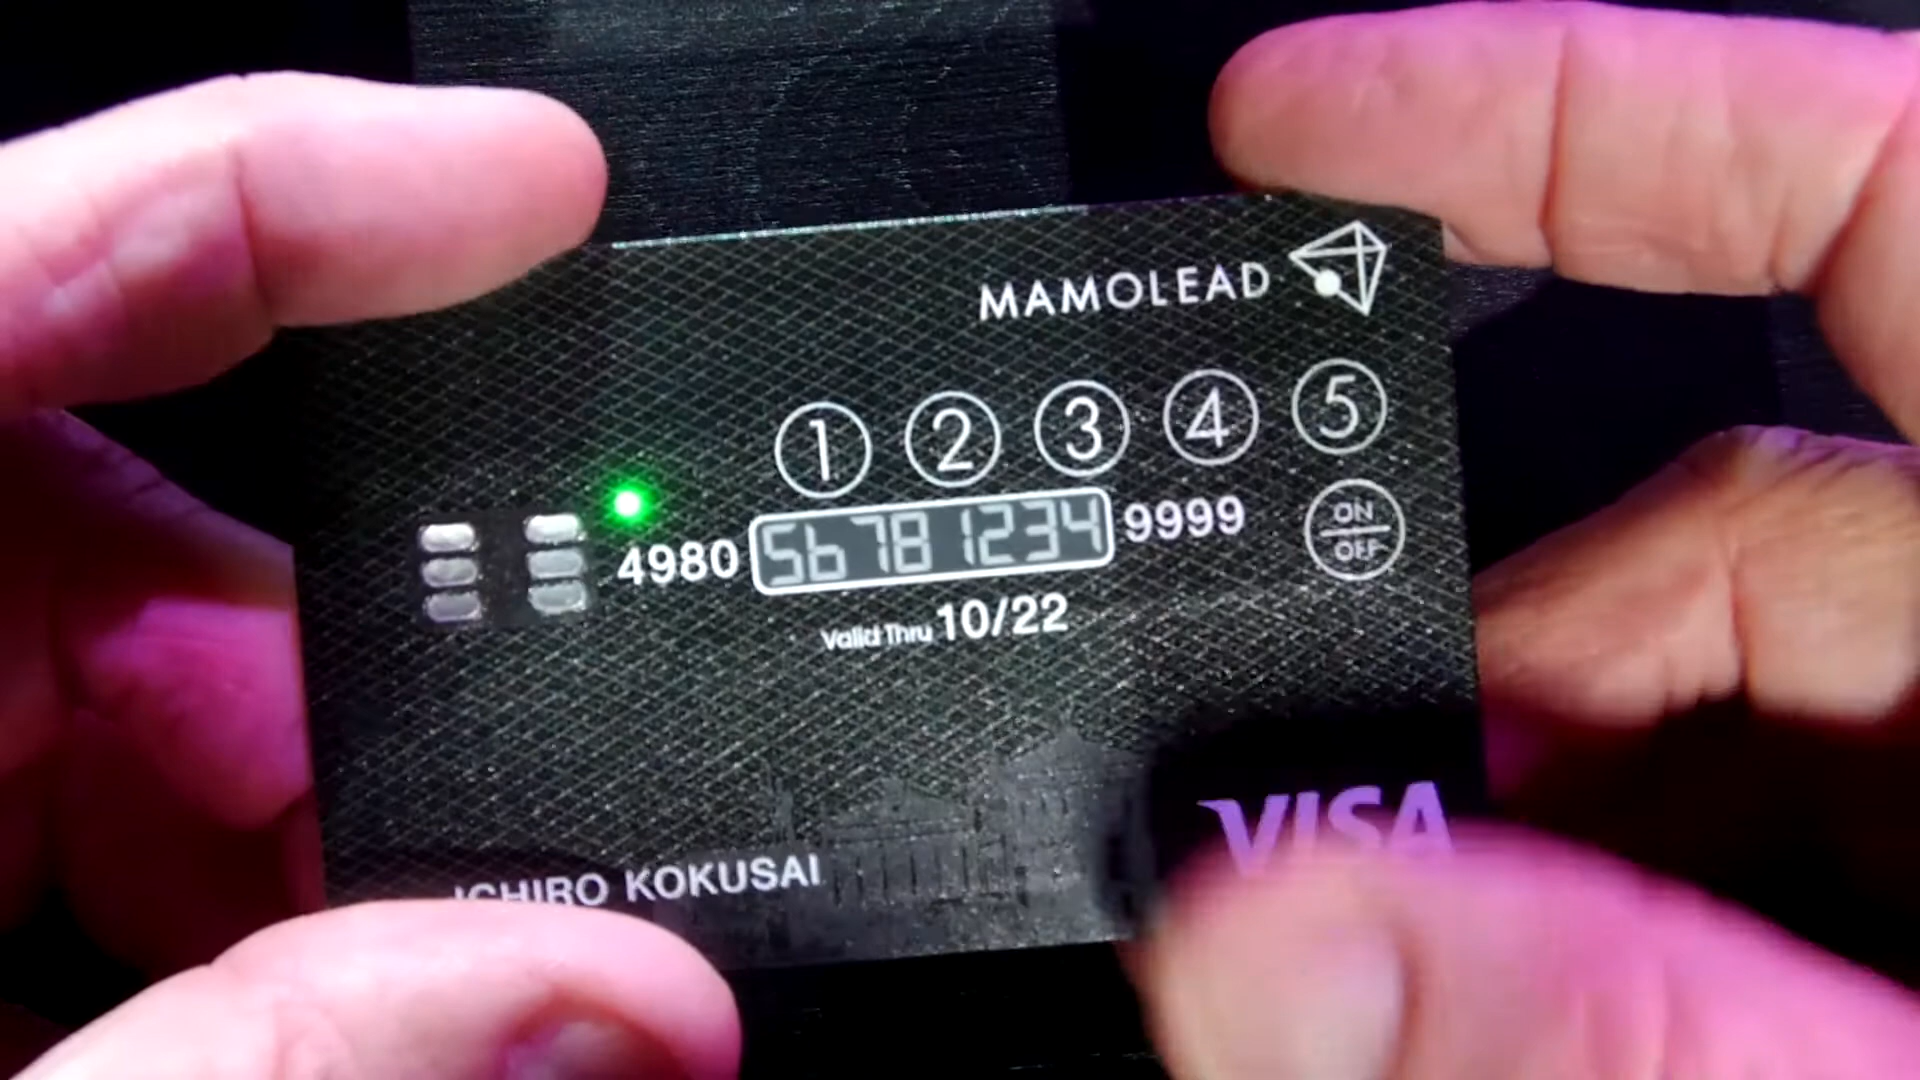 MAMOLEAD
1 2 3 4 5
4980 5678 1234 9999
ON
OFF
Valid Thru 10/22
VISA
ICHIRO KOKUSAI